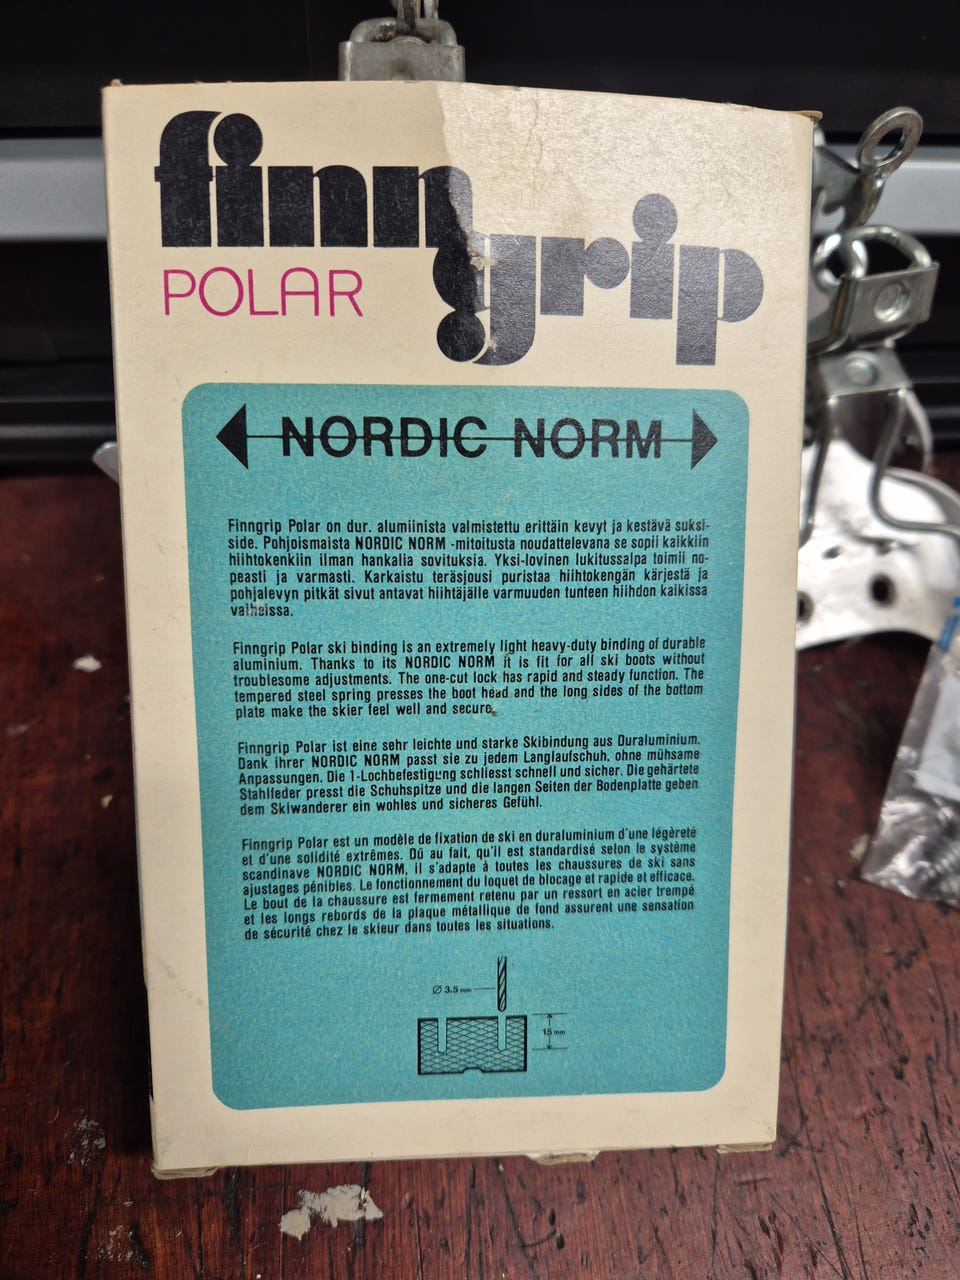 finngrip
POLAR
NORDIC NORM
Finngrip Polar on dur. alumiinista valmistettu erittäin kevyt ja kestävä suksi-
side. Pohjoismaista NORDIC NORM -mitoitusta noudattelevana se sopii kaikkiin
hiihtokenkiin ilman hankalia sovituksia. Yksi-lovinen lukitussalpa toimii no-
peasti ja varmasti. Karkaistu teräsjousi puristaa hiihtokengän kärjestä ja
pohjalevyn pitkät sivut antavat hiihtäjälle varmuuden tunteen hiihdon kaikissa
vaiheissa.
Finngrip Polar ski binding is an extremely light heavy-duty binding of durable
aluminium. Thanks to its NORDIC NORM it is fit for all ski boots without
troublesome adjustments. The one-cut lock has rapid and steady function. The
tempered steel spring presses the boot head and the long sides of the bottom
plate make the skier feel well and secure.
Finngrip Polar ist eine sehr leichte und starke Skibindung aus Duraluminium.
Dank ihrer NORDIC NORM passt sie zu jedem Langlaufschuh, ohne mühsame
Anpassungen. Die 1-Lochbefestigung schliesst schnell und sicher. Die gehärtete
Stahlfeder presst die Schuhspitze und die langen Seiten der Bodenplatte geben
dem Skiwanderer ein wohles und sicheres Gefühl.
Finngrip Polar est un modèle de fixation de ski en duraluminium d'une légèreté
et d'une solidité extrêmes. Dû au fait, qu'il est standardisé selon le système
scandinave NORDIC NORM, il s'adapte à toutes les chaussures de ski sans
ajustages pénibles. Le fonctionnement du loquet de blocage et rapide et efficace.
Le bout de la chaussure est fermement retenu par un ressort en acier trempé
et les longs rebords de la plaque métallique de fond assurent une sensation
de sécurité chez le skieur dans toutes les situations.
Ø 3.5 mm
15 mm